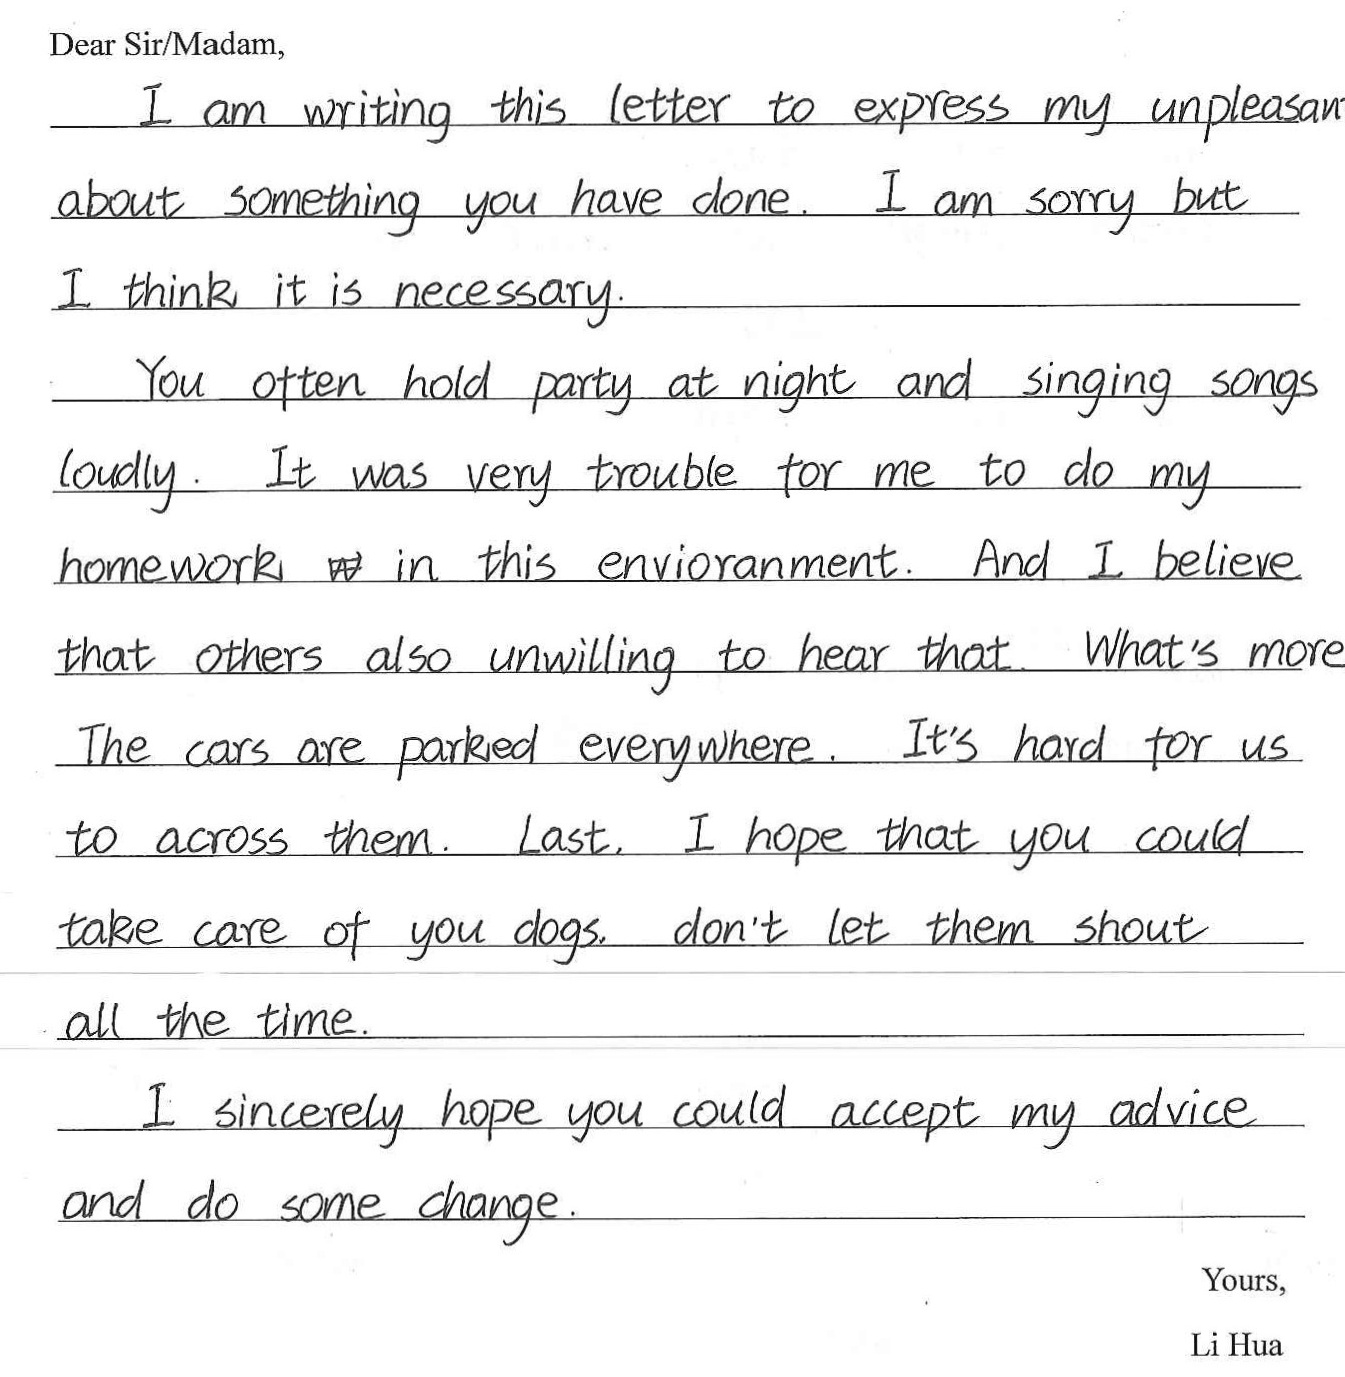 Dear Sir/Madam,
I am writing this letter to express my unpleasant
about something you have done. I am sorry but
I think it is necessary.
You often hold party at night and singing songs
loudly. It was very trouble for me to do my
homework in this envioranment. And I believe
that others also unwilling to hear that. What's more
The cars are parked everywhere. It's hard for us
to across them. Last, I hope that you could
take care of you dogs. don't let them shout
all the time.
I sincerely hope you could accept my advice
and do some change.
Yours,
Li Hua